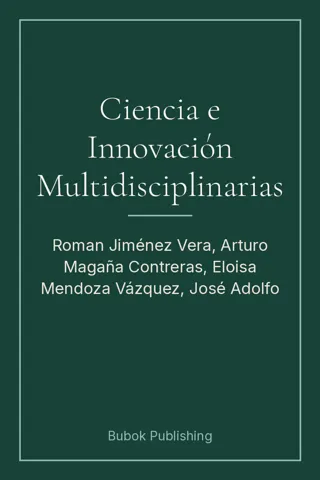 Ciencia e
Innovación
Multidisciplinarias
Roman Jiménez Vera, Arturo
Magaña Contreras, Eloisa
Mendoza Vázquez, José Adolfo
Bubok Publishing